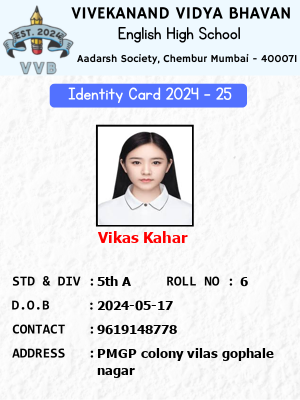 VIVEKANAND VIDYA BHAVAN
English High School
EST. 2024
VVB
Aadarsh Society, Chembur Mumbai - 400071
Identity Card 2024 - 25
Vikas Kahar
STD & DIV : 5th A ROLL NO : 6
D.O.B : 2024-05-17
CONTACT : 9619148778
ADDRESS : PMGP colony vilas gophale
nagar